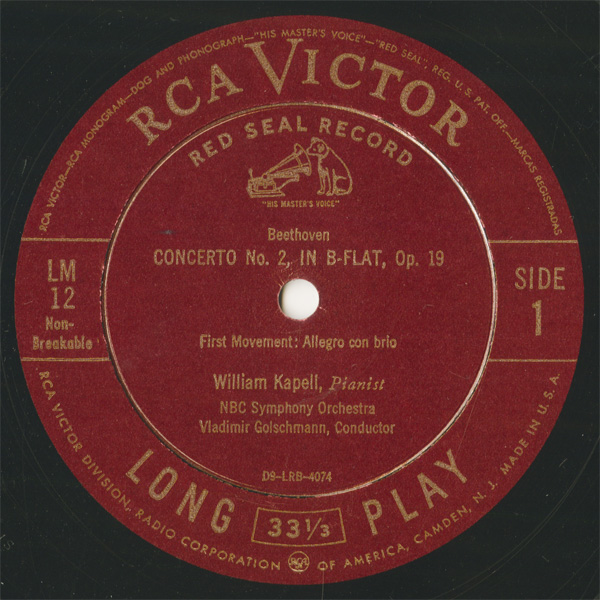 RCA VICTOR—RCA MONOGRAM—DOG AND PHONOGRAPH—"HIS MASTER'S VOICE"—"RED SEAL", REG. U.S. PAT. OFF.—MARCAS REGISTRADAS
RCA VICTOR
RED SEAL RECORD
"HIS MASTER'S VOICE"
Beethoven
CONCERTO No. 2, IN B-FLAT, Op. 19
LM
12
Non-
Breakable
SIDE
1
First Movement: Allegro con brio
William Kapell, Pianist
NBC Symphony Orchestra
Vladimir Golschmann, Conductor
D9-LRB-4074
LONG PLAY
33 1/3
RCA VICTOR DIVISION, RADIO CORPORATION RCA OF AMERICA, CAMDEN, N. J. MADE IN U.S.A.